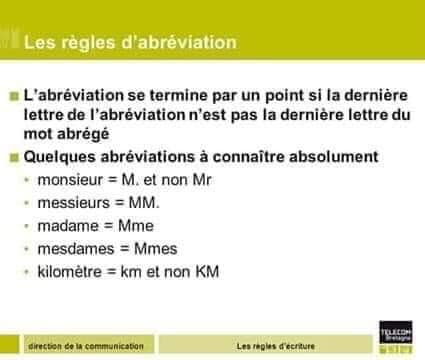 Les règles d'abréviation
L'abréviation se termine par un point si la dernière
lettre de l'abréviation n'est pas la dernière lettre du
mot abrégé
Quelques abréviations à connaître absolument
monsieur = M. et non Mr
messieurs = MM.
madame = Mme
mesdames = Mmes
kilomètre = km et non KM
direction de la communication
Les règles d'écriture
TELECOM
Bretagne